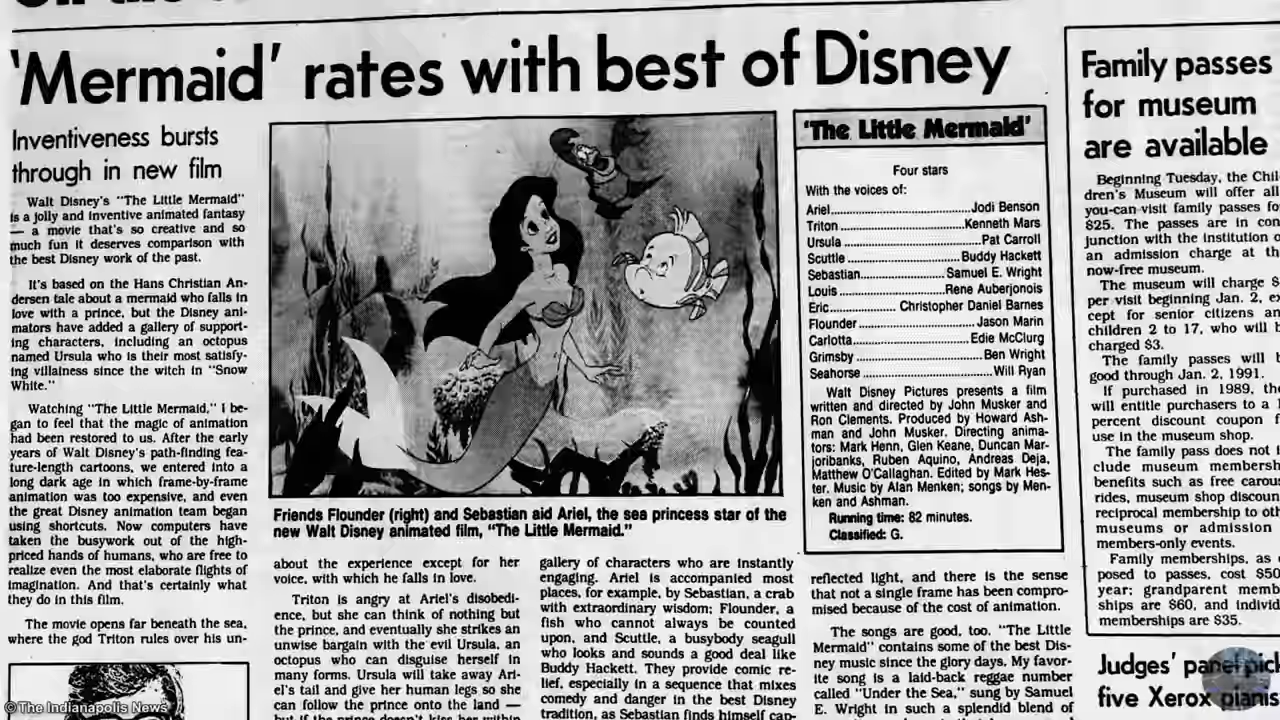 'Mermaid' rates with best of Disney
Inventiveness bursts
through in new film
Walt Disney's "The Little Mermaid"
is a jolly and inventive animated fantasy
— a movie that's so creative and so
much fun it deserves comparison with
the best Disney work of the past.
It's based on the Hans Christian An-
dersen tale about a mermaid who falls in
love with a prince, but the Disney ani-
mators have added a gallery of support-
ing characters, including an octopus
named Ursula who is their most satisfy-
ing villainess since the witch in "Snow
White."
Watching "The Little Mermaid," I be-
gan to feel that the magic of animation
had been restored to us. After the early
years of Walt Disney's path-finding fea-
ture-length cartoons, we entered into a
long dark age in which frame-by-frame
animation was too expensive, and even
the great Disney animation team began
using shortcuts. Now computers have
taken the busywork out of the high-
priced hands of humans, who are free to
realize even the most elaborate flights of
imagination. And that's certainly what
they do in this film.
The movie opens far beneath the sea,
where the god Triton rules over his un-
Friends Flounder (right) and Sebastian aid Ariel, the sea princess star of the
new Walt Disney animated film, "The Little Mermaid."
about the experience except for her
voice, with which he falls in love.
Triton is angry at Ariel's disobedi-
ence, but she can think of nothing but
the prince, and eventually she strikes an
unwise bargain with the evil Ursula, an
octopus who can disguise herself in
many forms. Ursula will take away Ari-
el's tail and give her human legs so she
can follow the prince onto the land —
but if the prince doesn't kiss her within
gallery of characters who are instantly
engaging. Ariel is accompanied most
places, for example, by Sebastian, a crab
with extraordinary wisdom; Flounder, a
fish who cannot always be counted
upon, and Scuttle, a busybody seagull
who looks and sounds a good deal like
Buddy Hackett. They provide comic re-
lief, especially in a sequence that mixes
comedy and danger in the best Disney
tradition, as Sebastian finds himself cap-
'The Little Mermaid'
Four stars
With the voices of:
Ariel....................Jodi Benson
Triton ....................Kenneth Mars
Ursula ....................Pat Carroll
Scuttle ....................Buddy Hackett
Sebastian....................Samuel E. Wright
Louis ....................Rene Auberjonois
Eric.................... Christopher Daniel Barnes
Flounder ....................Jason Marin
Carlotta.................... Edie McClurg
Grimsby ....................Ben Wright
Seahorse ....................Will Ryan
Walt Disney Pictures presents a film
written and directed by John Musker and
Ron Clements. Produced by Howard Ash-
man and John Musker. Directing anima-
tors: Mark Henn, Glen Keane, Duncan Mar-
joribanks, Ruben Aquino, Andreas Deja,
Matthew O'Callaghan. Edited by Mark Hes-
ter. Music by Alan Menken; songs by Men-
ken and Ashman.
Running time: 82 minutes.
Classified: G.
reflected light, and there is the sense
that not a single frame has been compro-
mised because of the cost of animation.
The songs are good, too. "The Little
Mermaid" contains some of the best Dis-
ney music since the glory days. My favor-
ite song is a laid-back reggae number
called "Under the Sea," sung by Samuel
E. Wright in such a splendid blend of
Family passes
for museum
are available
Beginning Tuesday, the Chil-
dren's Museum will offer all-
you-can visit family passes for
$25. The passes are in con-
junction with the institution o
an admission charge at th
now-free museum.
The museum will charge $
per visit beginning Jan. 2, ex
cept for senior citizens an
children 2 to 17, who will b
charged $3.
The family passes will b
good through Jan. 2, 1991.
If purchased in 1989, the
will entitle purchasers to a 1
percent discount coupon f
use in the museum shop.
The family pass does not i
clude museum membersh
benefits such as free carous
rides, museum shop discoun
reciprocal membership to oth
museums or admission
members-only events.
Family memberships, as o
posed to passes, cost $50
year; grandparent memb
ships are $60, and individ
memberships are $35.
Judges' panel pick
five Xerox pianis
©The Indianapolis News